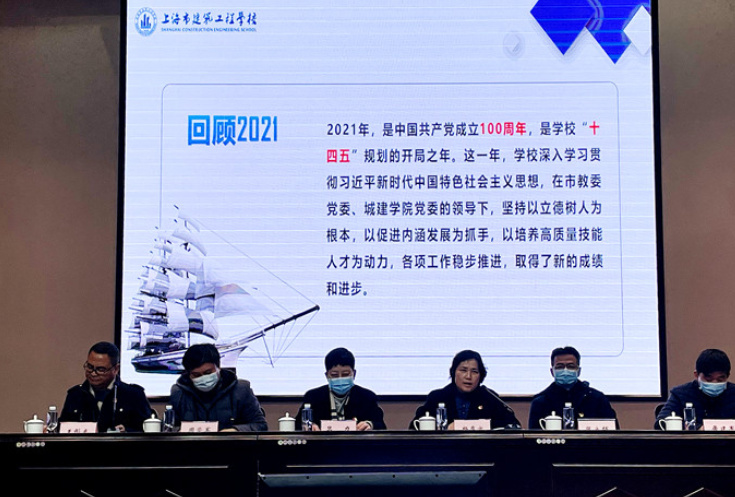 上海市建筑工程学校
SHANGHAI CONSTRUCTION ENGINEERING SCHOOL
回顾2021
2021年，是中国共产党成立100周年，是学校“十
四五”规划的开局之年。这一年，学校深入学习贯
彻习近平新时代中国特色社会主义思想，在市教委
党委、城建学院党委的领导下，坚持以立德树人为
根本，以促进内涵发展为抓手，以培养高质量技能
人才为动力，各项工作稳步推进，取得了新的成绩
和进步。